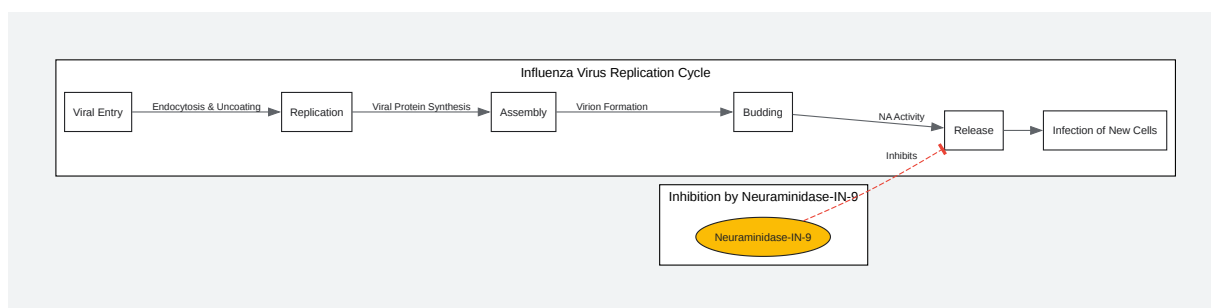 Influenza Virus Replication Cycle
Viral Entry
Endocytosis & Uncoating
Replication
Viral Protein Synthesis
Assembly
Virion Formation
Budding
NA Activity
Release
Infection of New Cells
Inhibits
Inhibition by Neuraminidase-IN-9
Neuraminidase-IN-9